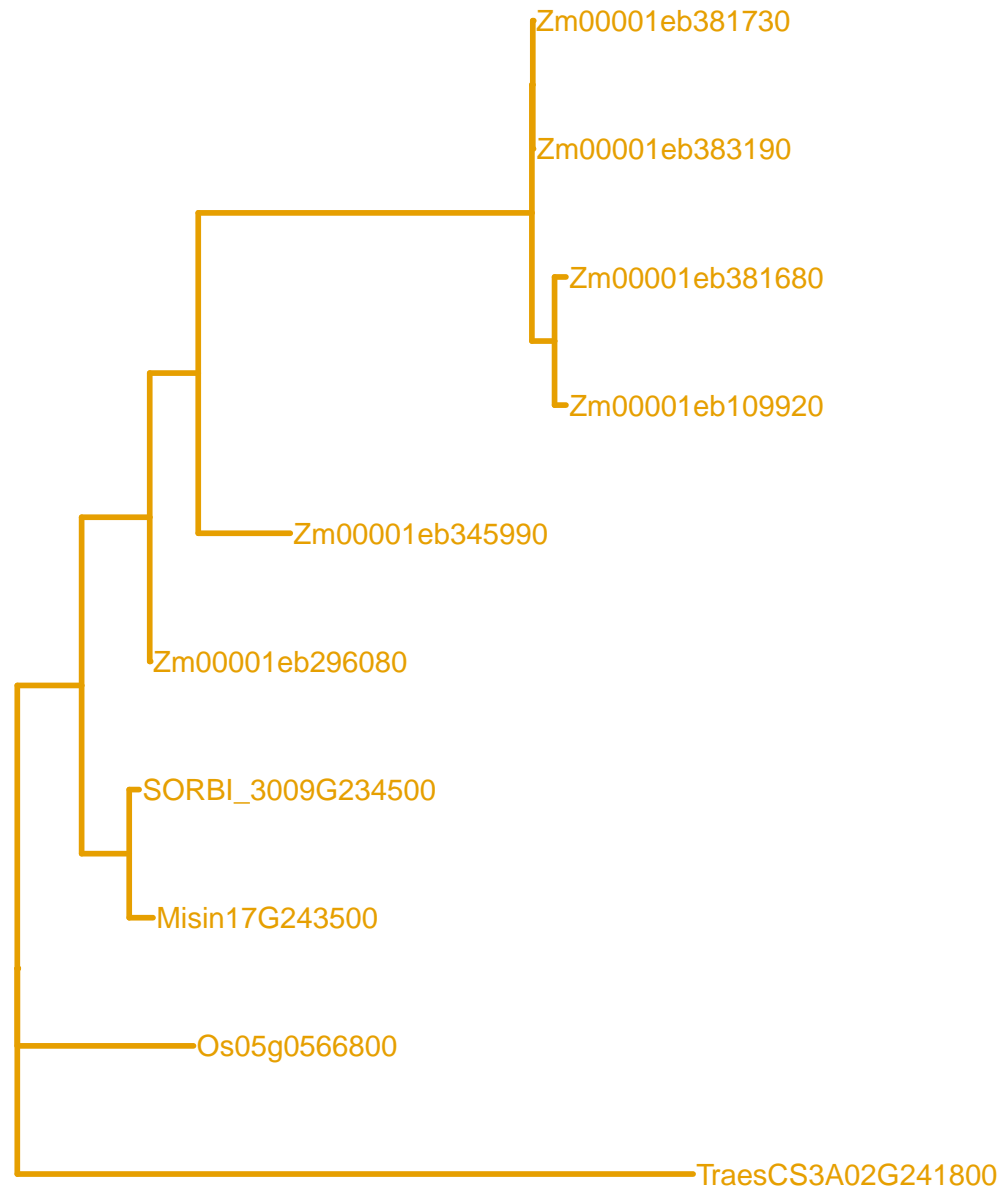 Zm00001eb381730
Zm00001eb383190
Zm00001eb381680
Zm00001eb109920
Zm00001eb345990
Zm00001eb296080
SORBI_3009G234500
Misin17G243500
Os05g0566800
TraesCS3A02G241800